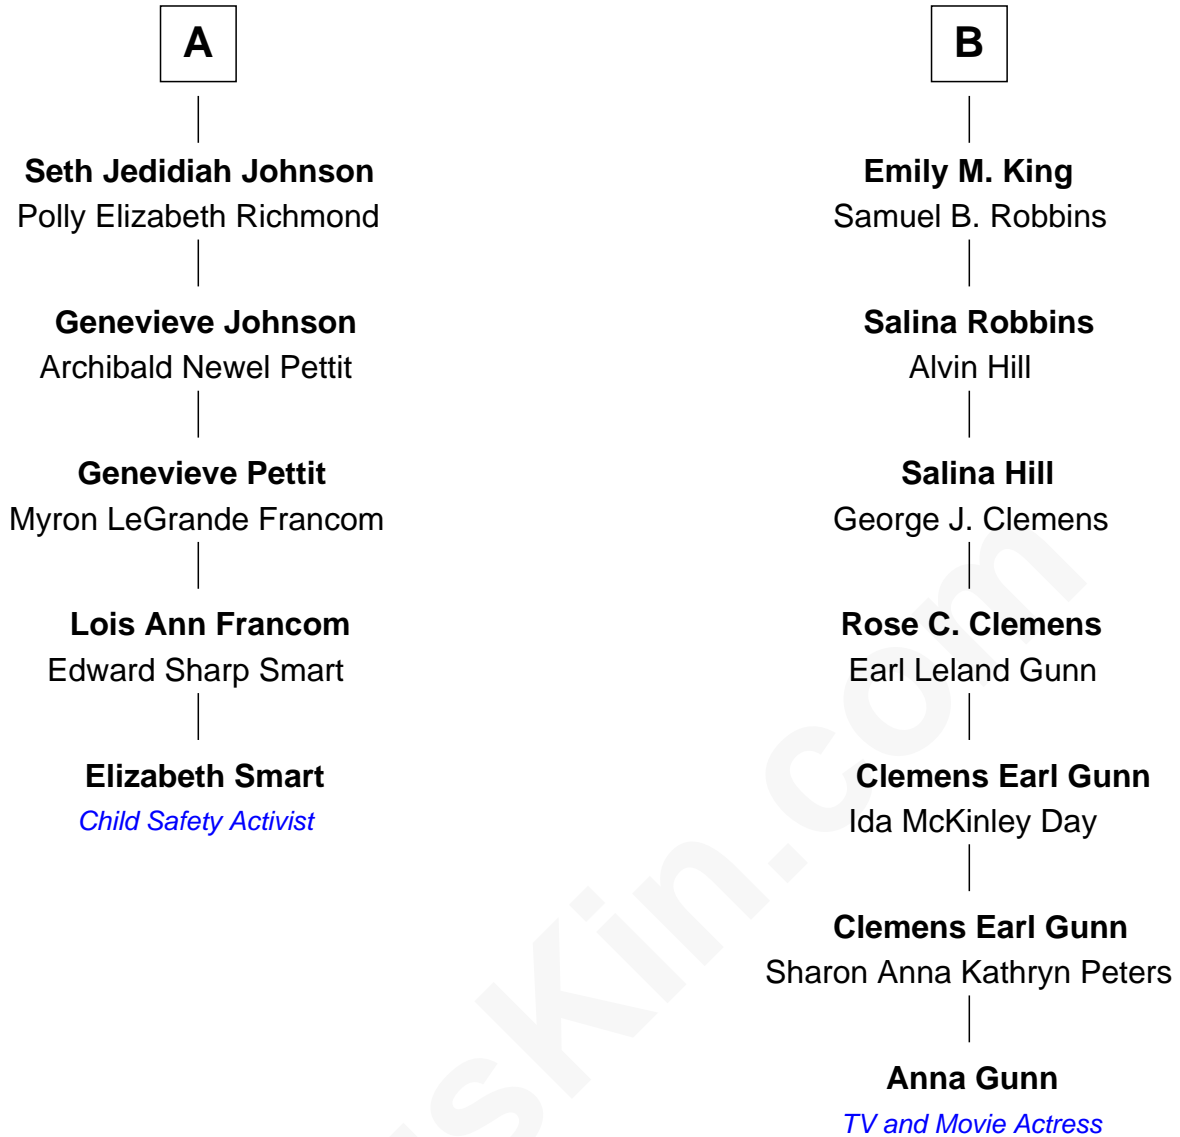 A
Seth Jedidiah Johnson
Polly Elizabeth Richmond
Genevieve Johnson
Archibald Newel Pettit
Genevieve Pettit
Myron LeGrande Francom
Lois Ann Francom
Edward Sharp Smart
Elizabeth Smart
Child Safety Activist
B
Emily M. King
Samuel B. Robbins
Salina Robbins
Alvin Hill
Salina Hill
George J. Clemens
Rose C. Clemens
Earl Leland Gunn
Clemens Earl Gunn
Ida McKinley Day
Clemens Earl Gunn
Sharon Anna Kathryn Peters
Anna Gunn
TV and Movie Actress
sKin.com